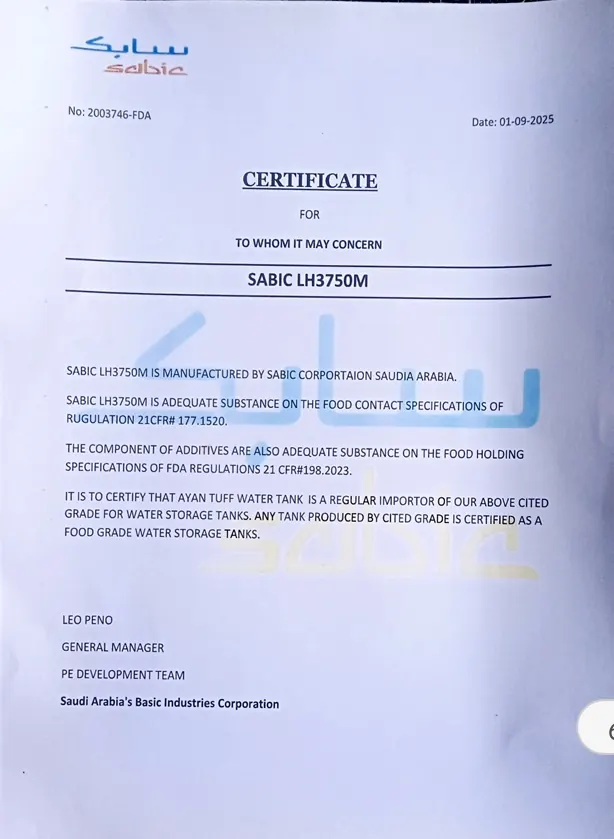 سابك
sabic
No: 2003746-FDA
Date: 01-09-2025
CERTIFICATE
FOR
TO WHOM IT MAY CONCERN
SABIC LH3750M
سابك
SABIC LH3750M IS MANUFACTURED BY SABIC CORPORTAION SAUDIA ARABIA.
SABIC LH3750M IS ADEQUATE SUBSTANCE ON THE FOOD CONTACT SPECIFICATIONS OF
RUGULATION 21CFR# 177.1520.
THE COMPONENT OF ADDITIVES ARE ALSO ADEQUATE SUBSTANCE ON THE FOOD HOLDING
SPECIFICATIONS OF FDA REGULATIONS 21 CFR#198.2023.
IT IS TO CERTIFY THAT AYAN TUFF WATER TANK IS A REGULAR IMPORTOR OF OUR ABOVE CITED
GRADE FOR WATER STORAGE TANKS. ANY TANK PRODUCED BY CITED GRADE IS CERTIFIED AS A
FOOD GRADE WATER STORAGE TANKS.
sabic
LEO PENO
GENERAL MANAGER
PE DEVELOPMENT TEAM
Saudi Arabia's Basic Industries Corporation